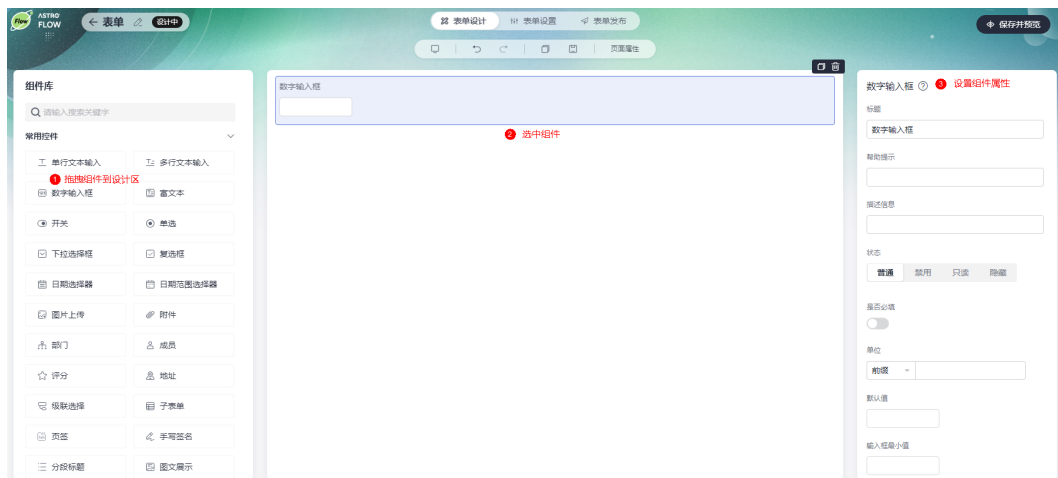 Flow ASTRO FLOW
表单 设计中
表单设计 表单设置 表单发布
保存并预览
页面属性
组件库
请输入搜索关键字
常用控件
单行文本输入 多行文本输入
1 拖拽组件到设计区
数字输入框 富文本
开关 单选
下拉选择框 复选框
日期选择器 日期范围选择器
图片上传 附件
部门 成员
评分 地址
级联选择 子表单
页签 手写签名
分段标题 图文展示
数字输入框
2 选中组件
数字输入框 3 设置组件属性
标题
数字输入框
帮助提示
描述信息
状态
普通 禁用 只读 隐藏
是否必填
单位
前缀
默认值
输入框最小值